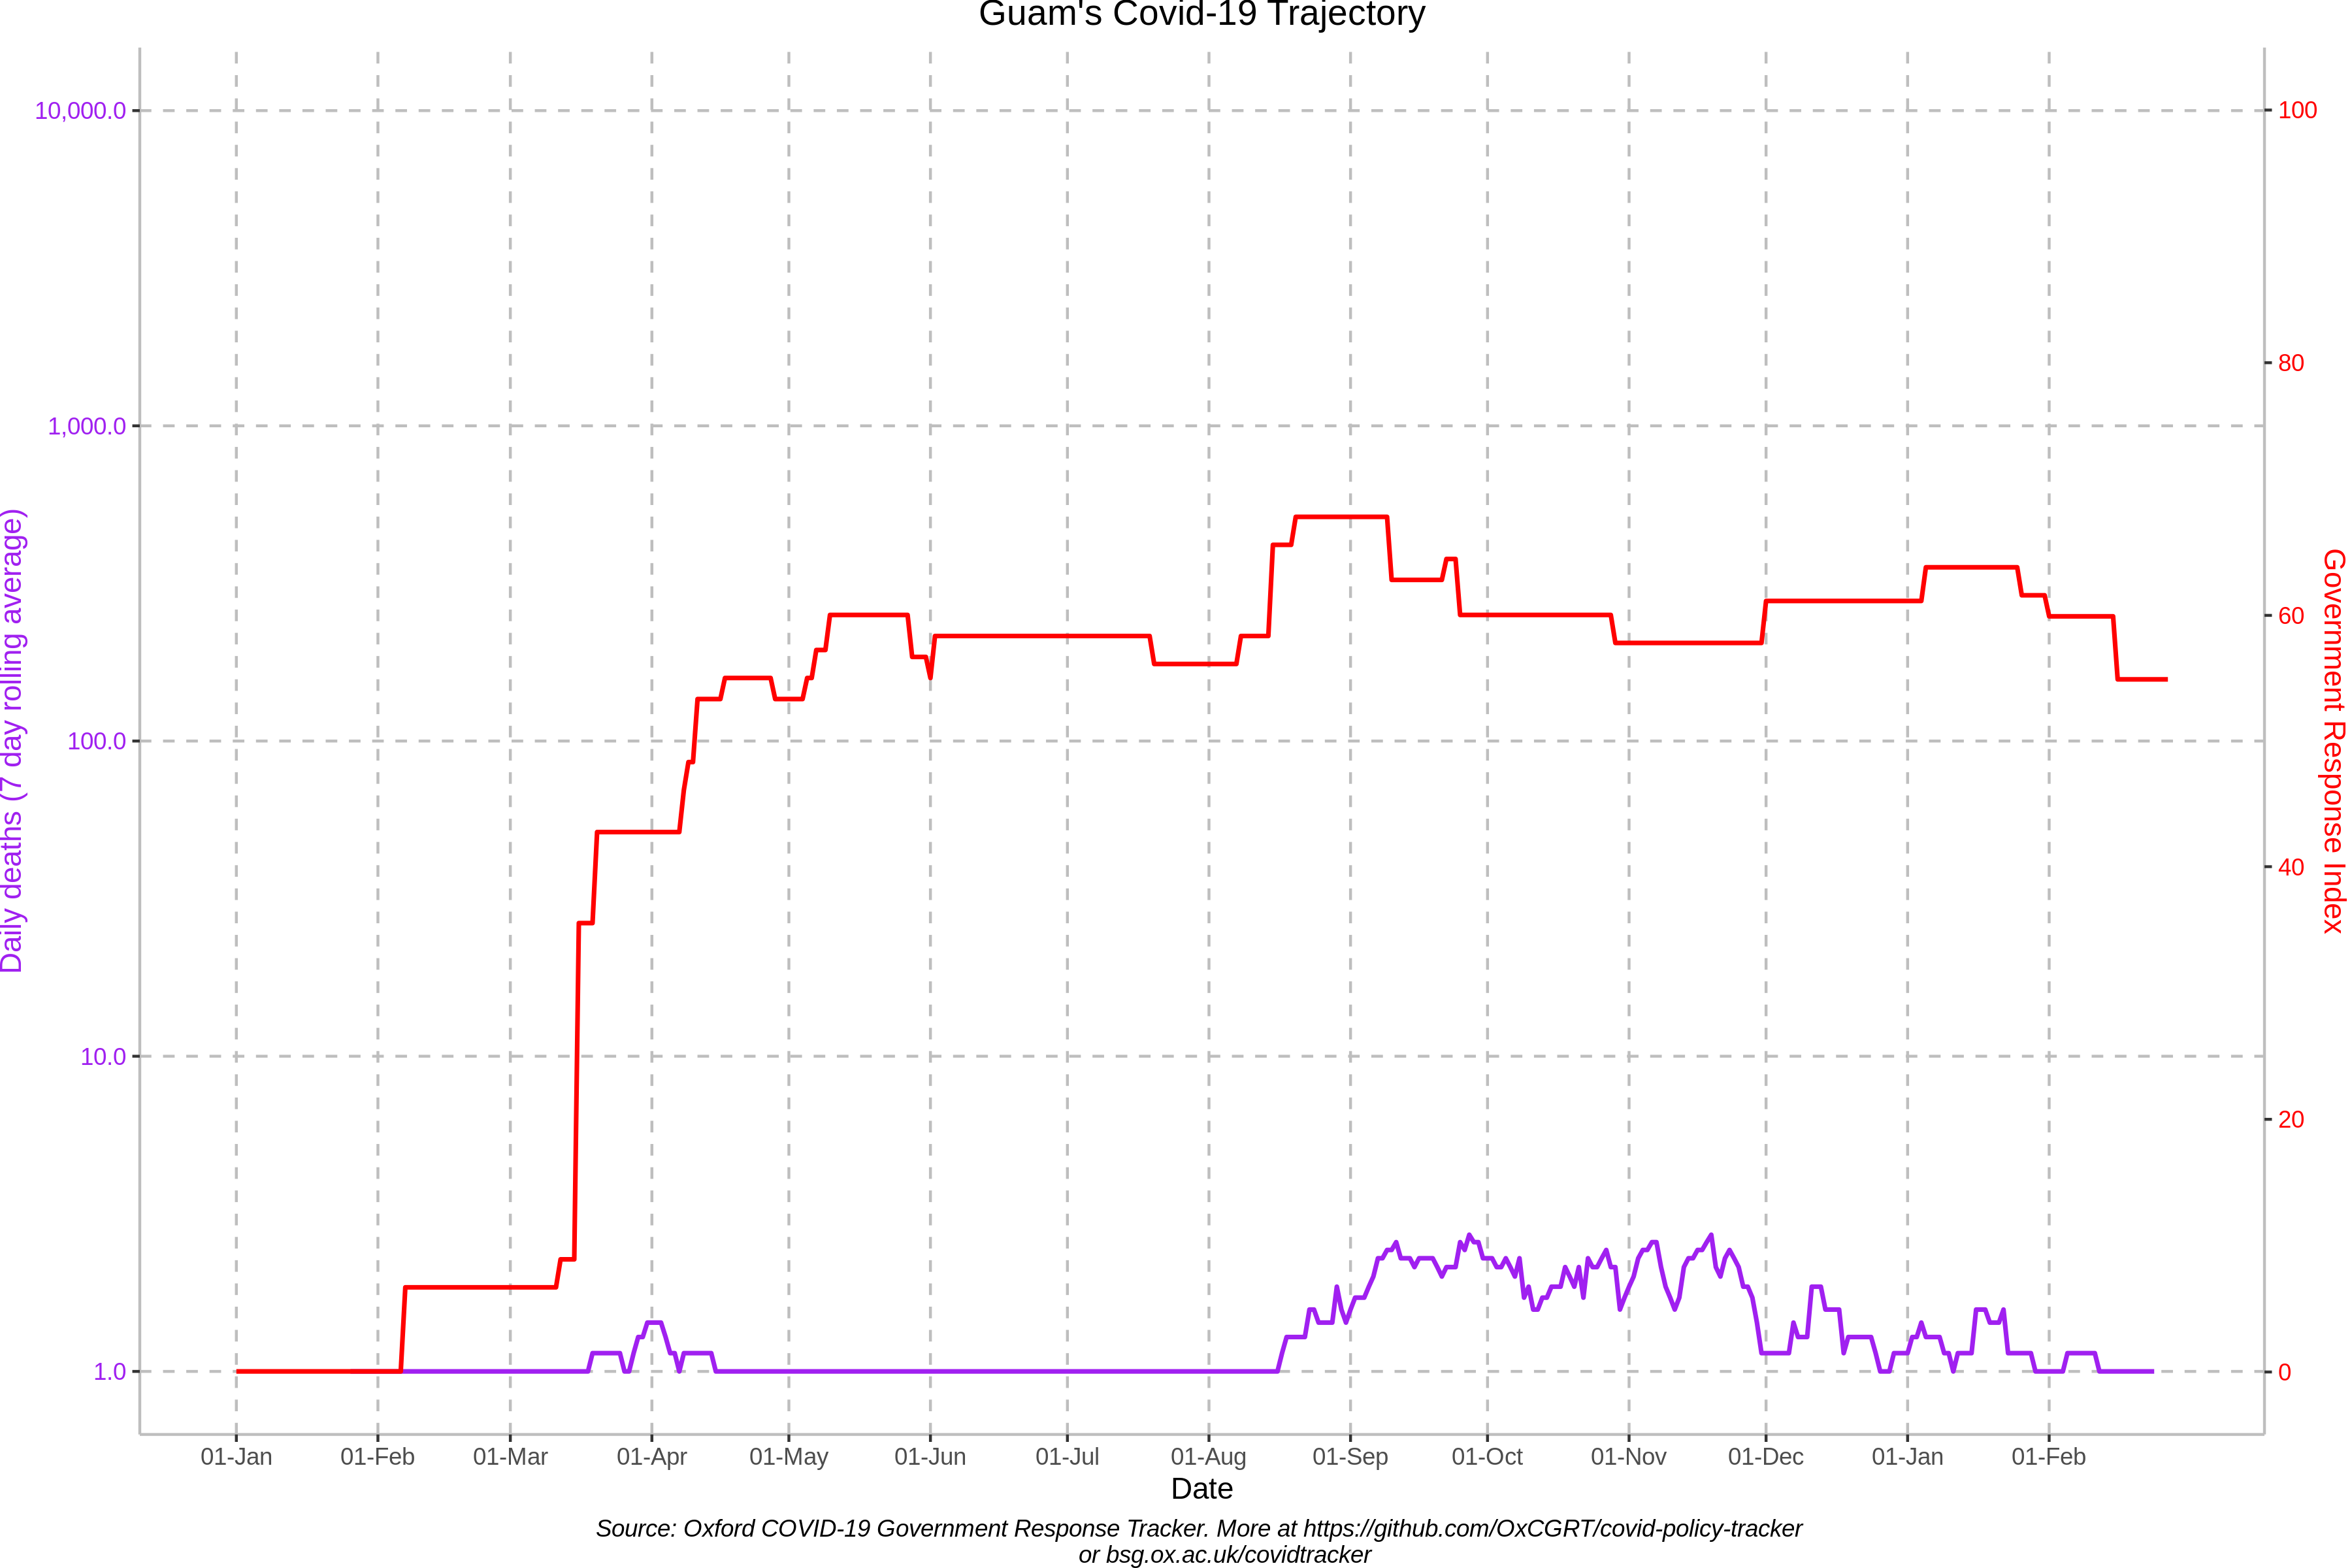 Guam's Covid-19 Trajectory
10,000.0
1,000.0
100.0
10.0
1.0
Daily deaths (7 day rolling average)
100
80
60
40
20
0
Government Response Index
01-Jan 01-Feb 01-Mar 01-Apr 01-May 01-Jun 01-Jul 01-Aug 01-Sep 01-Oct 01-Nov 01-Dec 01-Jan 01-Feb
Date
Source: Oxford COVID-19 Government Response Tracker. More at https://github.com/OxCGRT/covid-policy-tracker
or bsg.ox.ac.uk/covidtracker